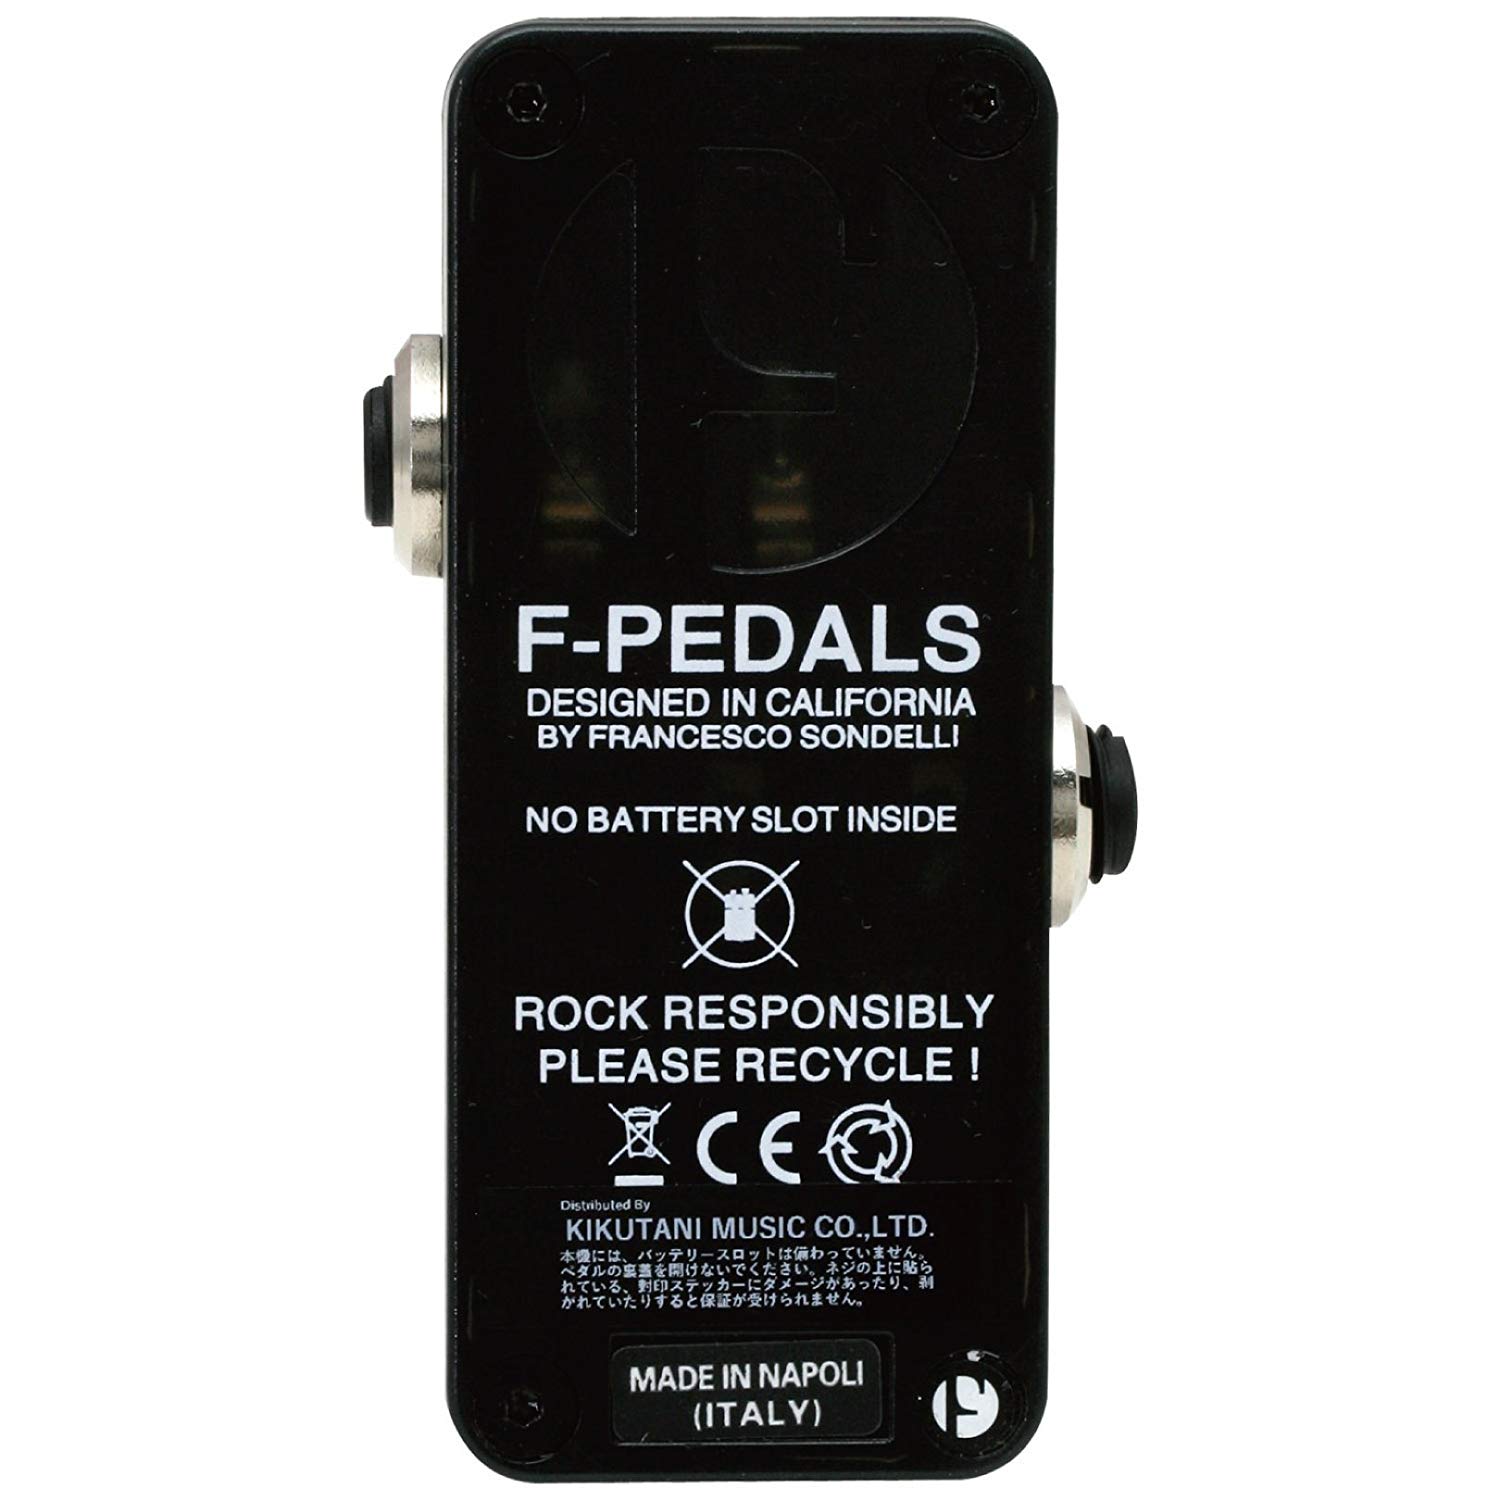 F-PEDALS
DESIGNED IN CALIFORNIA
BY FRANCESCO SONDELLI
NO BATTERY SLOT INSIDE
ROCK RESPONSIBLY
PLEASE RECYCLE !
CE
Distributed By
KIKUTANI MUSIC CO.,LTD.
本機には、バッテリースロットは備わっていません。
ペダルの裏蓋を開けないでください。ネジの上に貼ら
れている、封印ステッカーにダメージがあったり、剥
がれていたりすると保証が受けられません。
MADE IN NAPOLI
(ITALY)